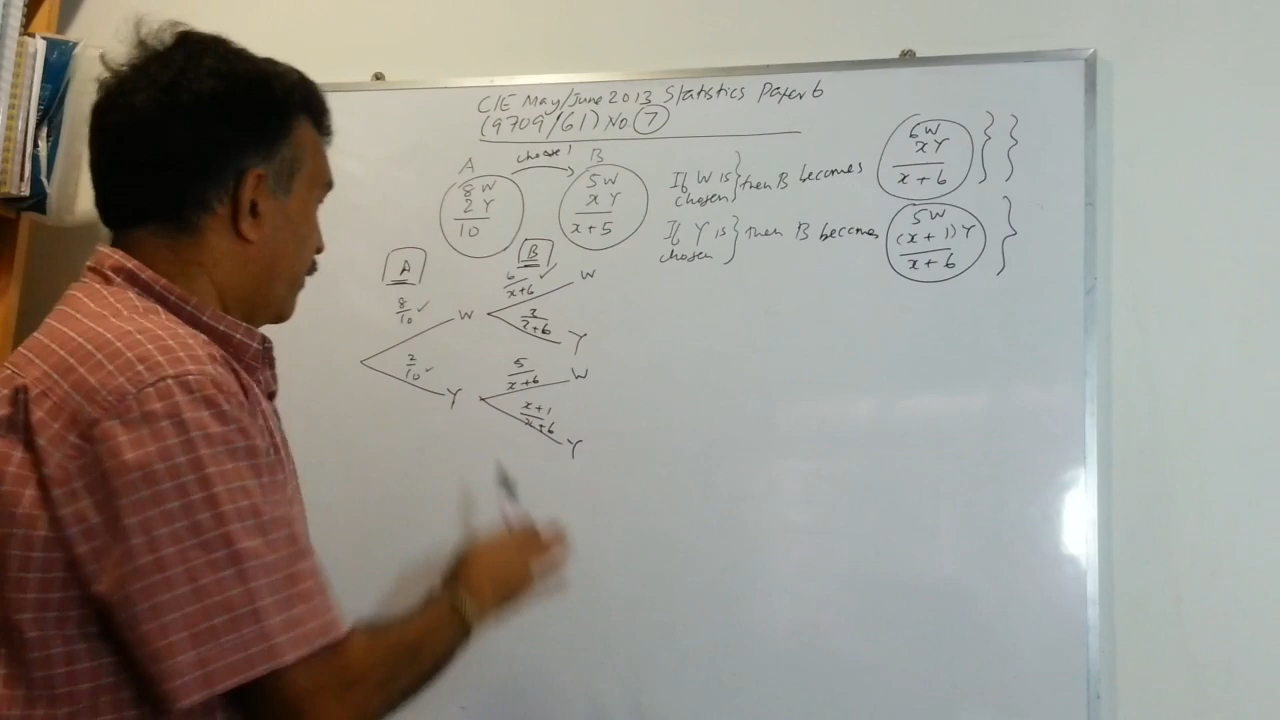 CIE May/June 2013 Statistics Paper 6
(9709/61) No. 7
A choose 1 B
8 W
2 Y
10
5 W
x Y
x+5
If W is chosen } then B becomes
6 W
x Y
x+6
If Y is chosen } then B becomes
5 W
(x+1) Y
x+6
A B
8/10 ✓ W
6/x+6 ✓ W
x/x+6 Y
2/10 ✓ Y
5/x+6 W
x+1/x+6 Y